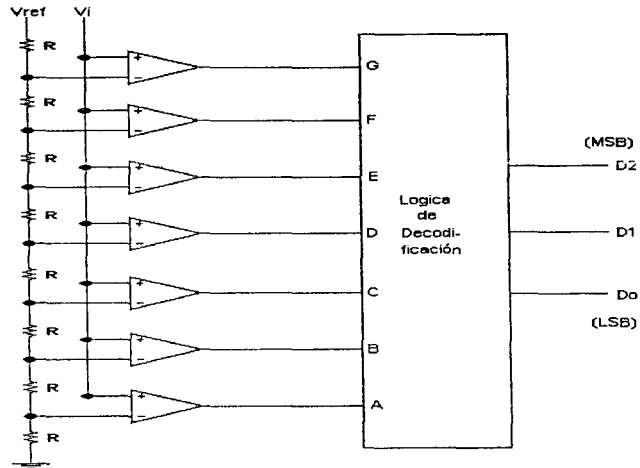 Vref
Vi
R
+
−
G
R
+
−
F
R
+
−
E
(MSB)
D2
R
+
−
D
Logica
de
Decodi-
ficación
D1
R
+
−
C
Do
(LSB)
R
+
−
B
R
+
−
A
R